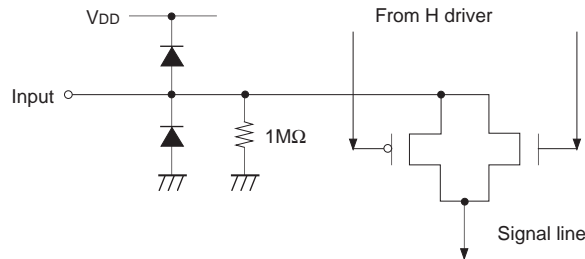 VDD
From H driver
Input
1MΩ
Signal line